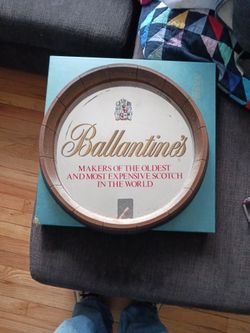 Ballantine's
MAKERS OF THE OLDEST
AND MOST EXPENSIVE SCOTCH
IN THE WORLD